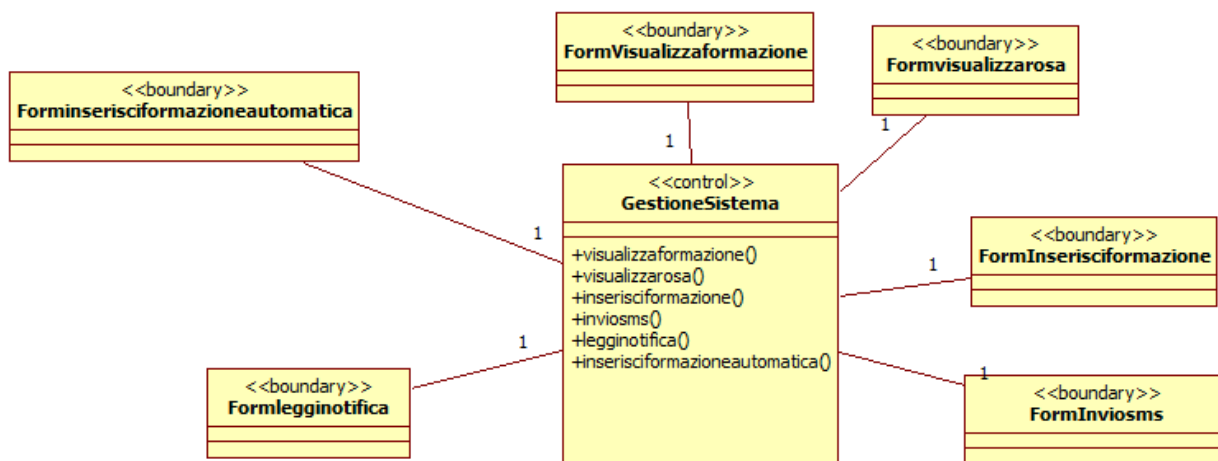 <<boundary>>
FormVisualizzaformazione
<<boundary>>
Formvisualizzarosa
<<boundary>>
Forminserisciformazioneautomatica
1
1
<<control>>
GestioneSistema
1
+visualizzaformazione()
+visualizzarosa()
+inserisciformazione()
+inviosms()
+legginotifica()
+inserisciformazioneautomatica()
<<boundary>>
FormInserisciformazione
1
1
<<boundary>>
Formlegginotifica
1
<<boundary>>
FormInviosms